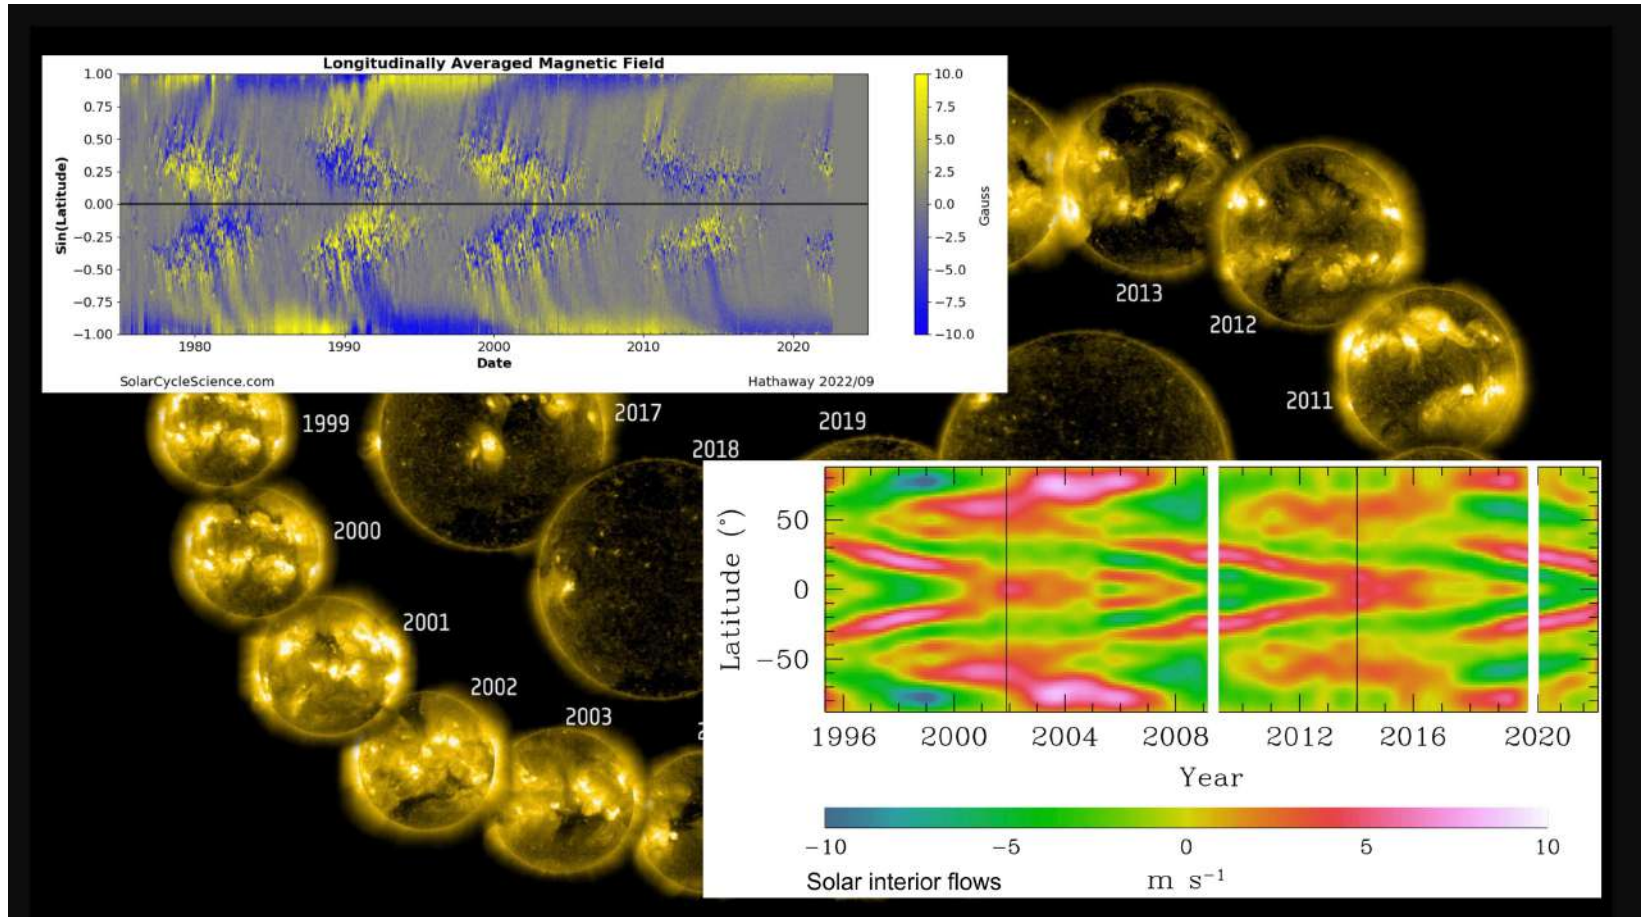 Longitudinally Averaged Magnetic Field
1.00
0.75
0.50
0.25
0.00
−0.25
−0.50
−0.75
−1.00
Sin(Latitude)
1980 1990 2000 2010 2020
Date
10.0
7.5
5.0
2.5
0.0
−2.5
−5.0
−7.5
−10.0
Gauss
SolarCycleScience.com Hathaway 2022/09
2013
2012
2011
1999
2000
2001
2002
2003
2017
2018
2019
Latitude (°)
50
0
−50
1996 2000 2004 2008 2012 2016 2020
Year
−10 −5 0 5 10
Solar interior flows m s⁻¹